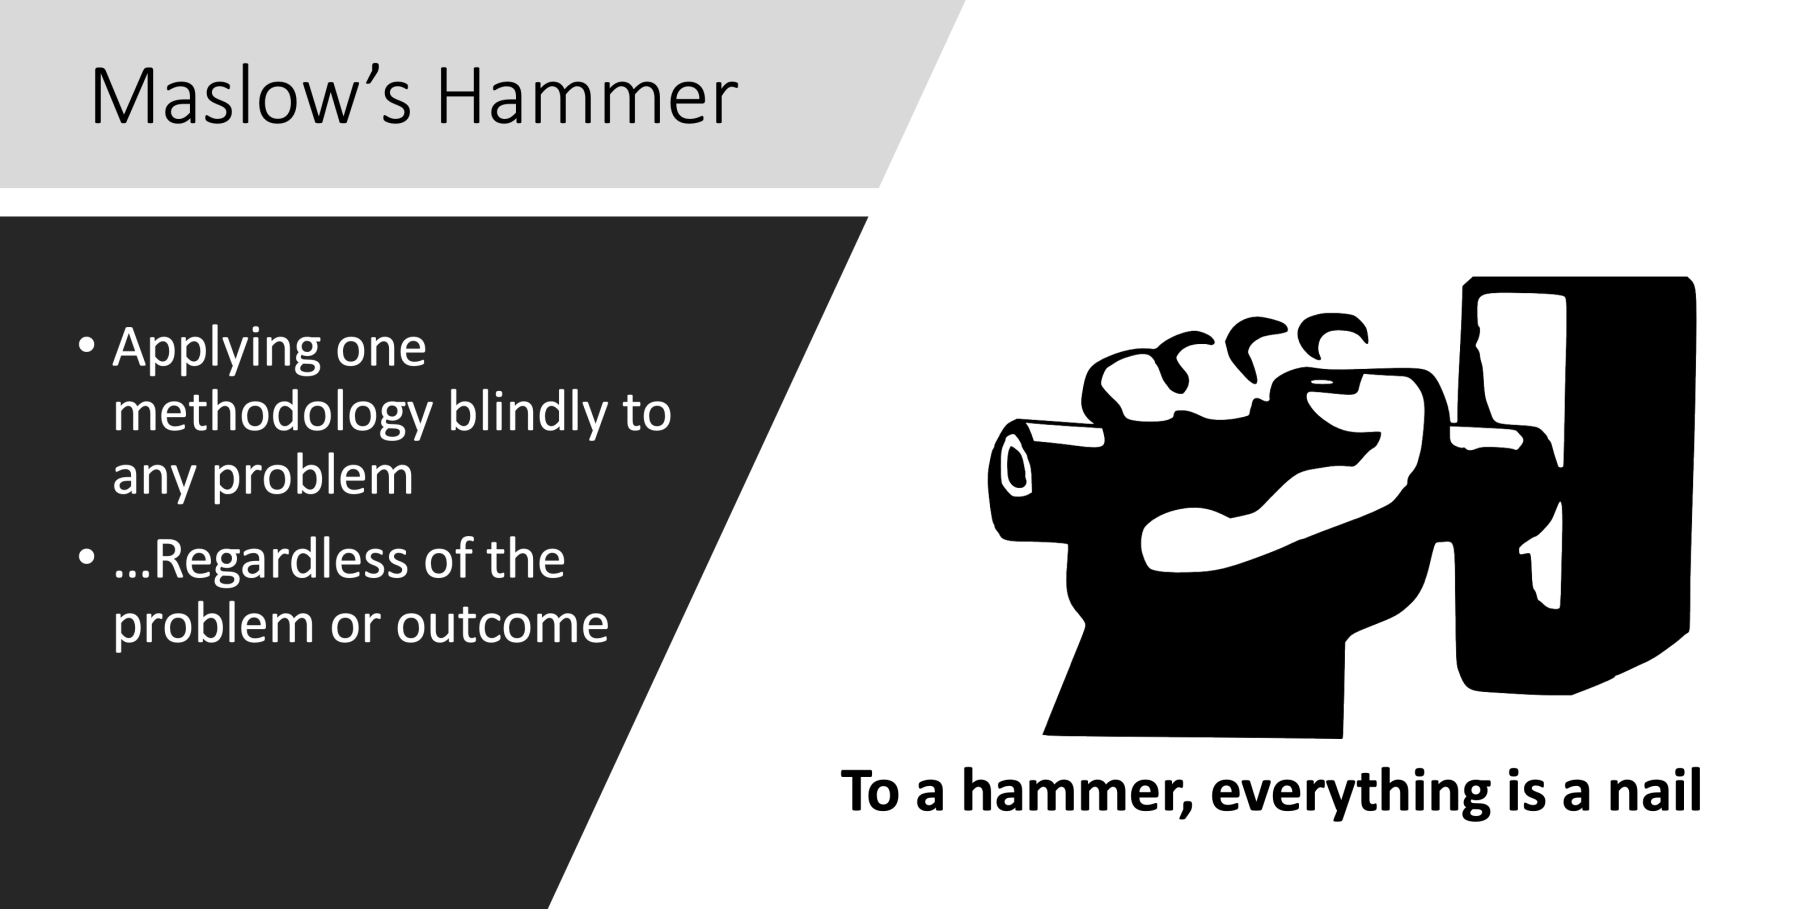 Maslow’s Hammer
• Applying one
methodology blindly to
any problem
• …Regardless of the
problem or outcome
To a hammer, everything is a nail